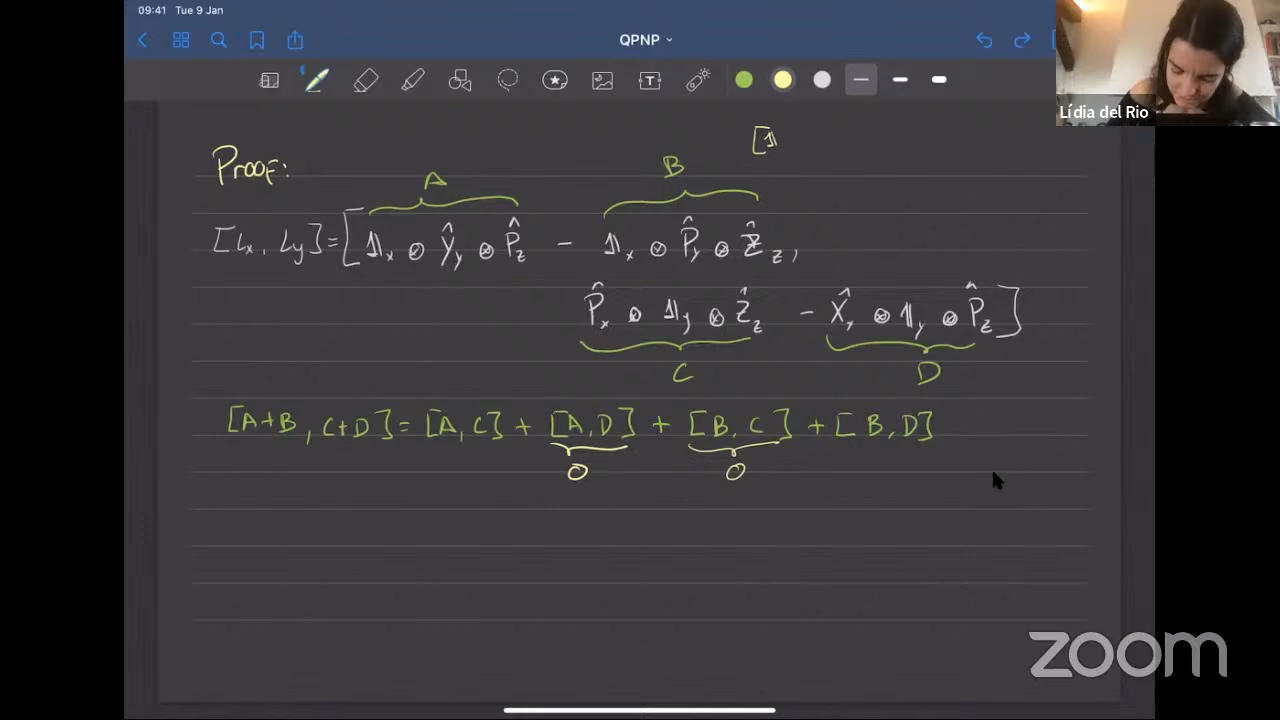 09:41 Tue 9 Jan
QPNP
Lídia del Rio
[𝟙
Proof:
A
B
[Lx, Ly] = [ 𝟙x ⊗ Ŷy ⊗ P̂z - 𝟙x ⊗ P̂y ⊗ Ẑz,
P̂x ⊗ 𝟙y ⊗ Ẑz - X̂x ⊗ 𝟙y ⊗ P̂z ]
C
D
[A+B, C+D] = [A, C] + [A, D] + [B, C] + [B, D]
0
0
zoom